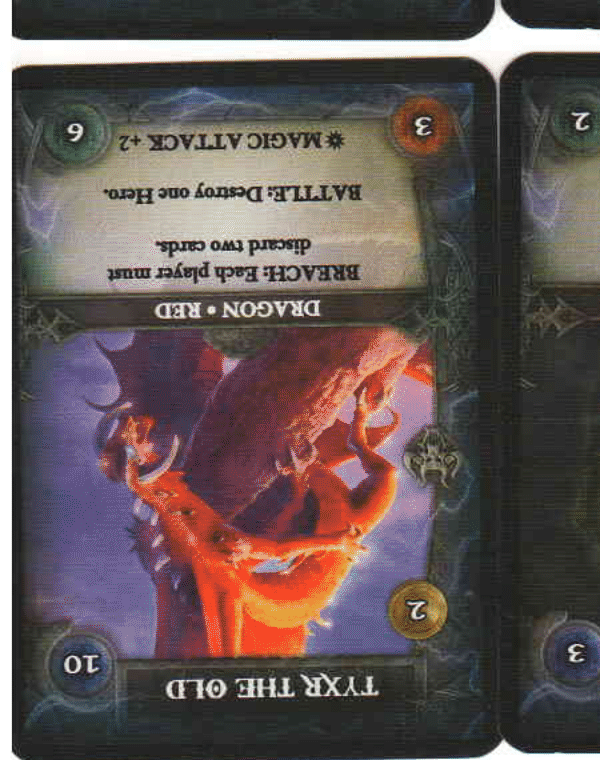 TYXR THE OLD
10
2
DRAGON • RED
BREACH: Each player must
discard two cards.
BATTLE: Destroy one Hero.
✹ MAGIC ATTACK +2
3
6
3
2